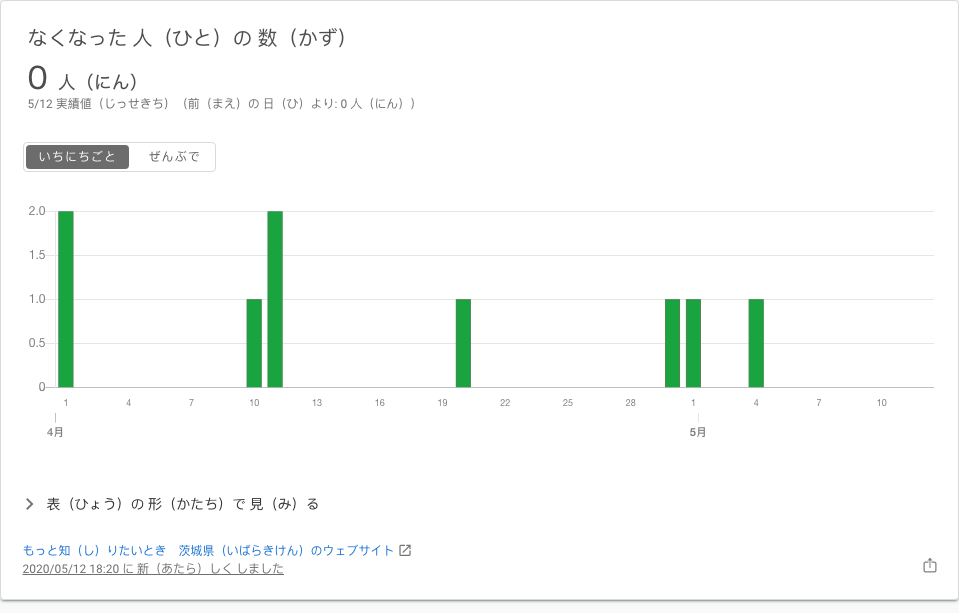 なくなった 人（ひと）の 数（かず）
0 人（にん）
5/12 実績値（じっせきち）（前（まえ）の 日（ひ）より: 0 人（にん））
いちにちごと ぜんぶで
2.0
1.5
1.0
0.5
0
1 4 7 10 13 16 19 22 25 28 1 4 7 10
4月 5月
表（ひょう）の 形（かたち）で 見（み）る
もっと知（し）りたいとき　茨城県（いばらきけん）のウェブサイト
2020/05/12 18:20 に 新（あたら）しく しました